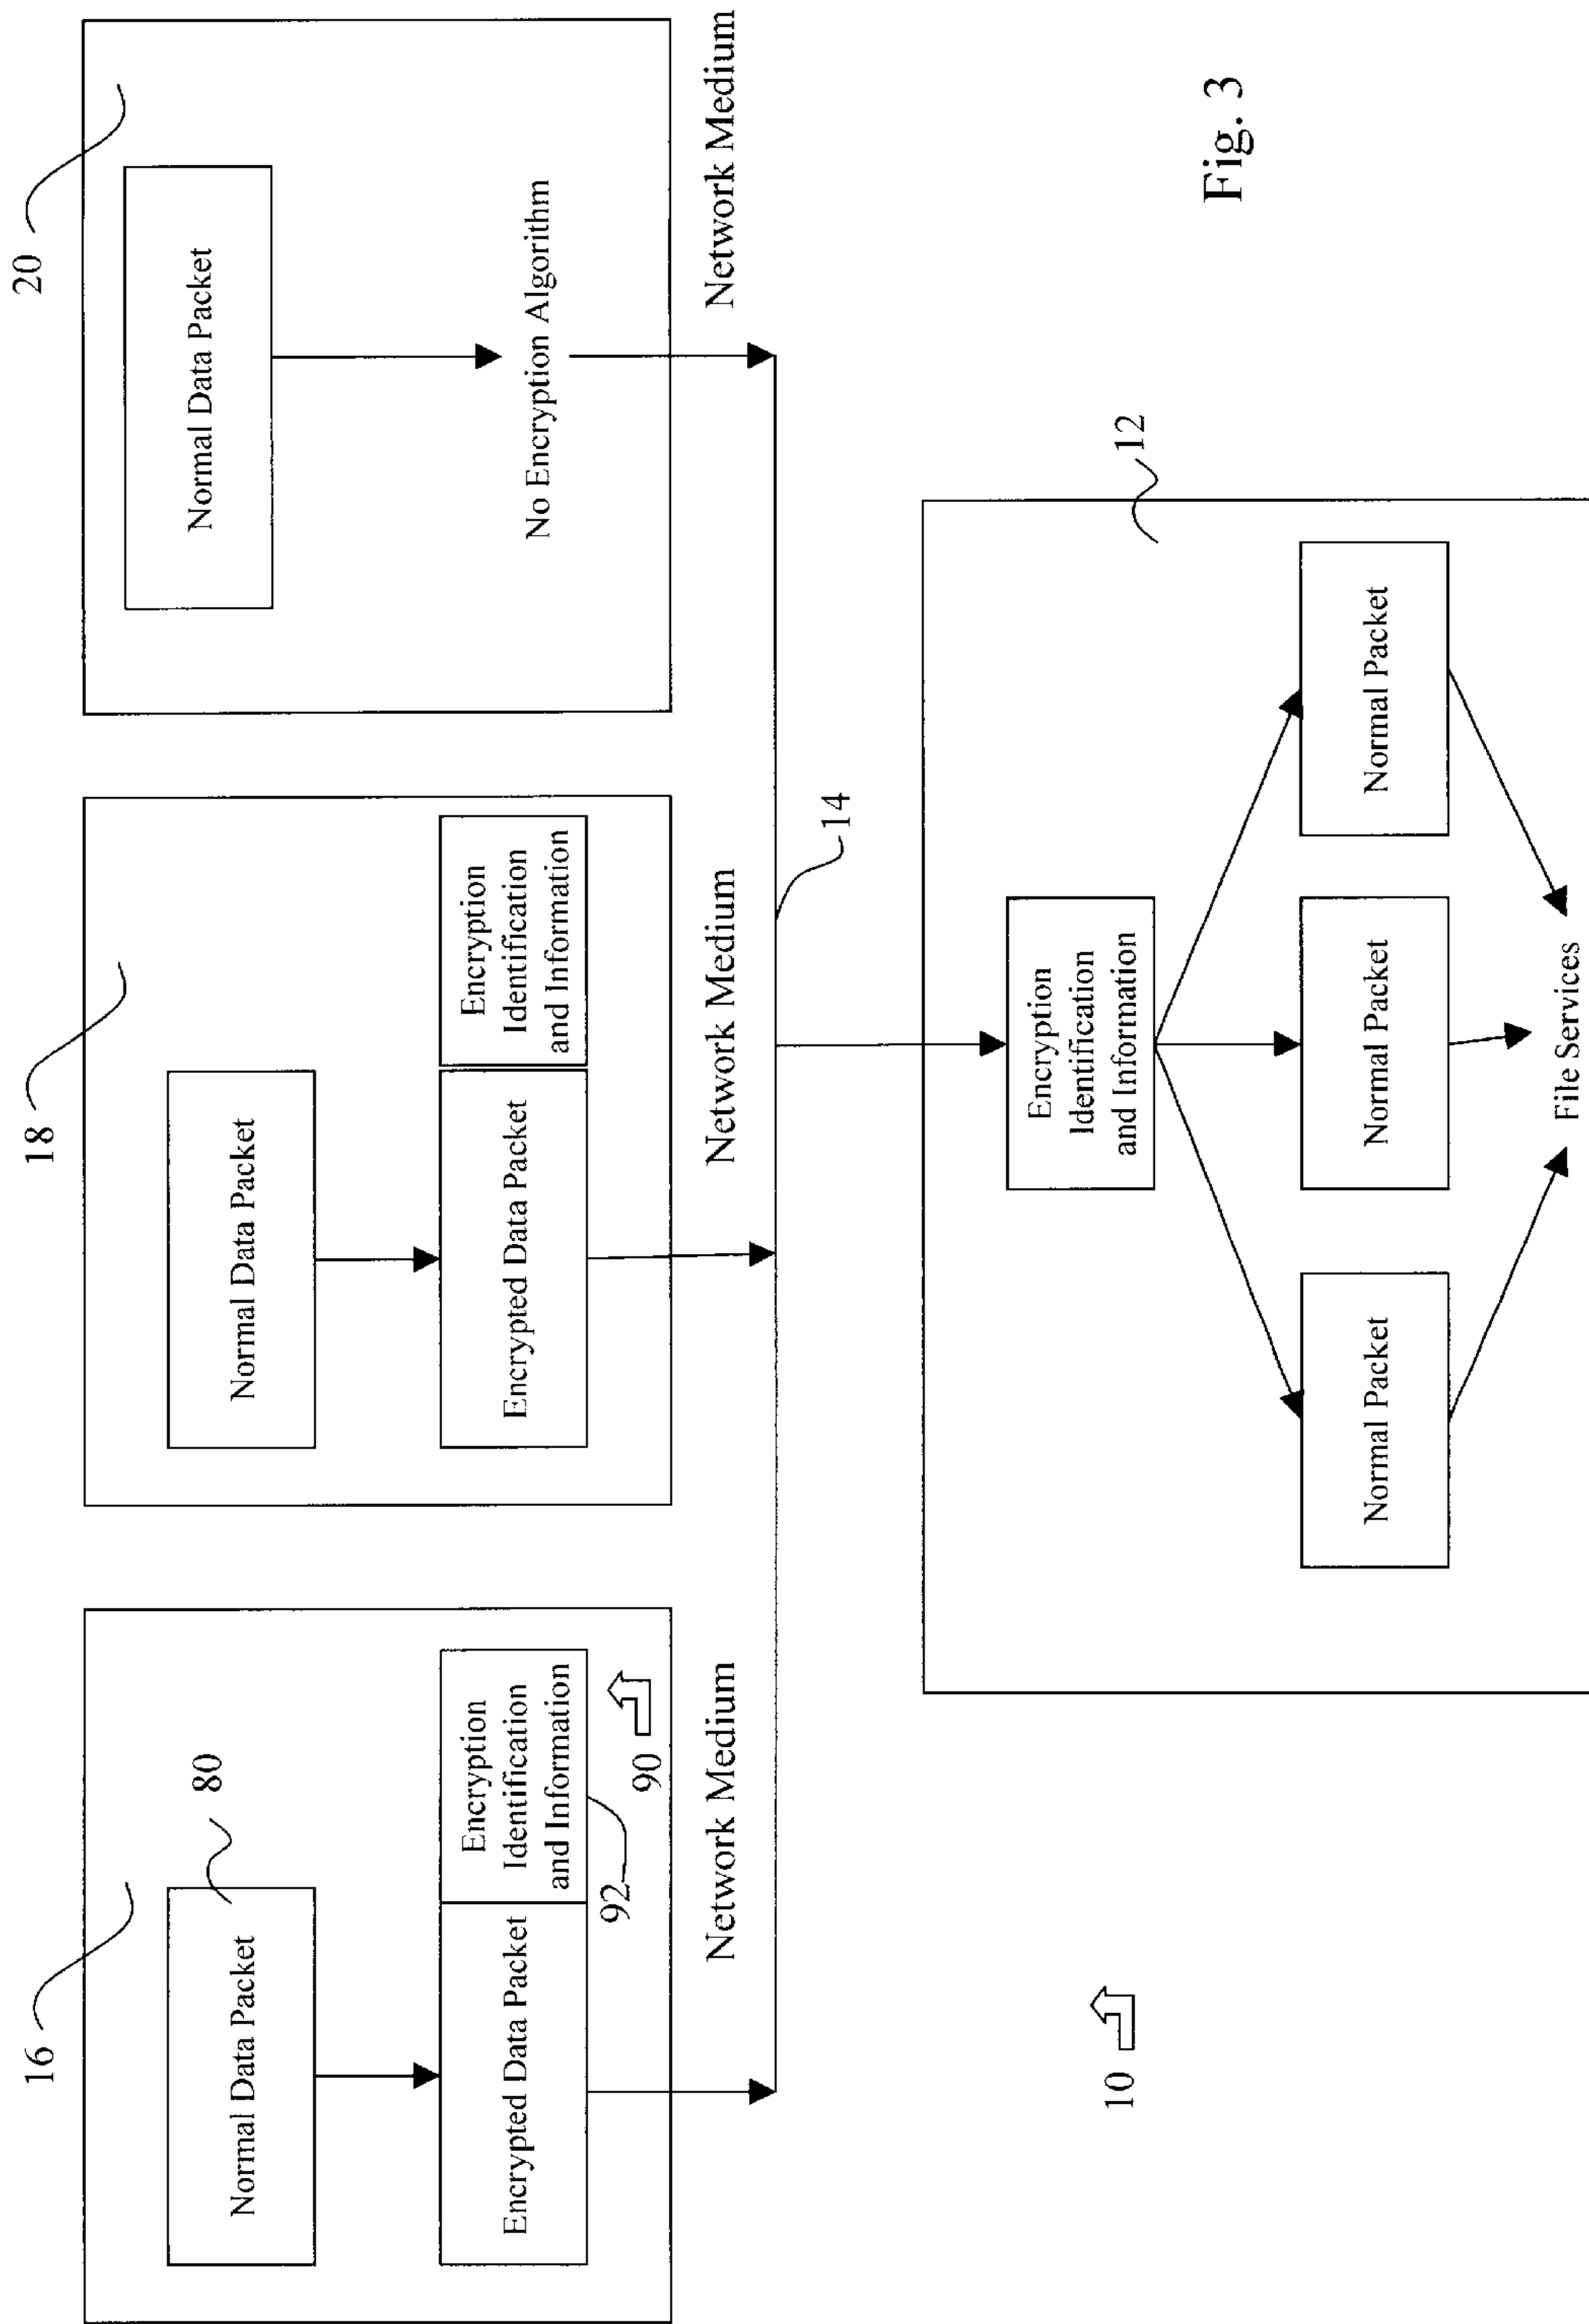 16
18
20
Normal Data Packet
80
Normal Data Packet
Normal Data Packet
Encrypted Data Packet
Encryption
Identification
and Information
Encrypted Data Packet
Encryption
Identification
and Information
No Encryption Algorithm
92
90
Network Medium
Network Medium
Network Medium
14
Encryption
Identification
and Information
12
10
Fig. 3
Normal Packet
Normal Packet
Normal Packet
File Services